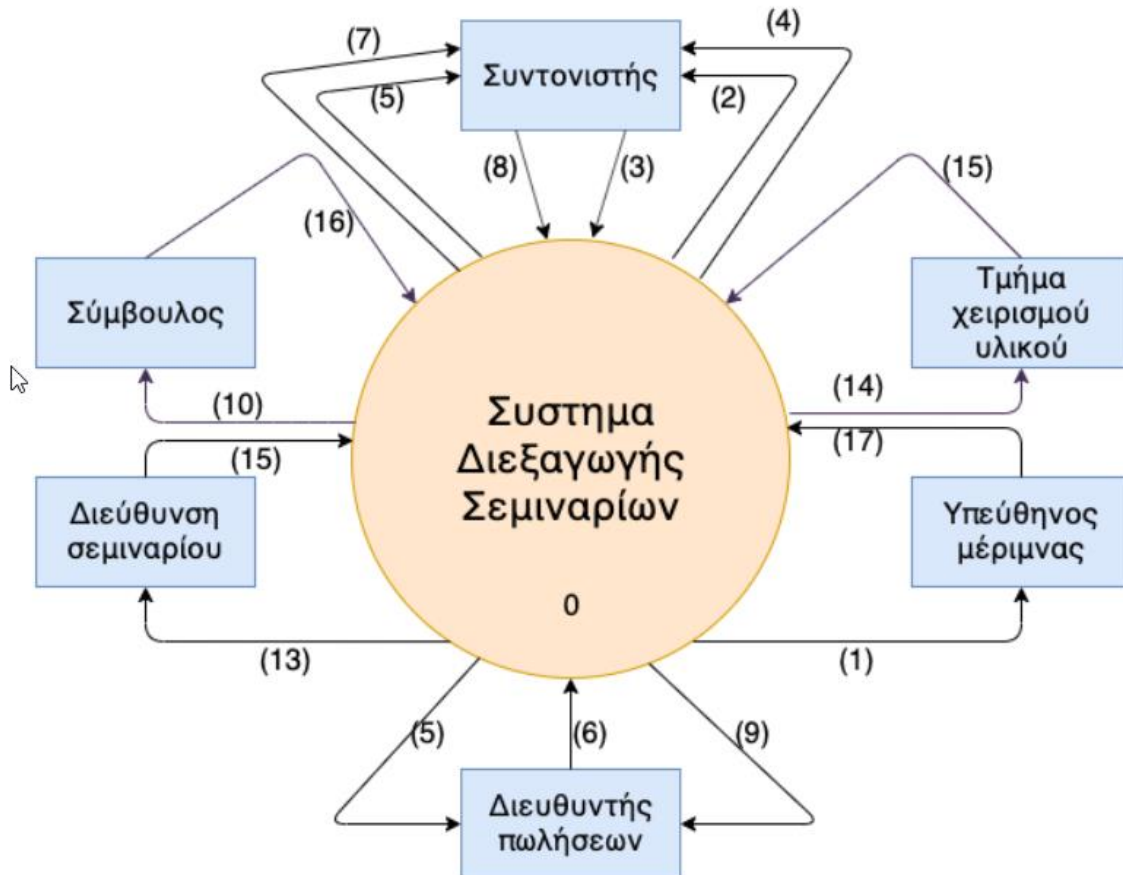 (4)
(7)
Συντονιστής
(5)
(2)
(8)
(3)
(15)
(16)
Σύμβουλος
Τμήμα
χειρισμού
υλικού
(10)
(14)
Συστημα
Διεξαγωγής
Σεμιναρίων
(15)
(17)
Διεύθυνση
σεμιναρίου
Υπεύθηνος
μέριμνας
0
(13)
(1)
(5)
(6)
(9)
Διευθυντής
πωλήσεων